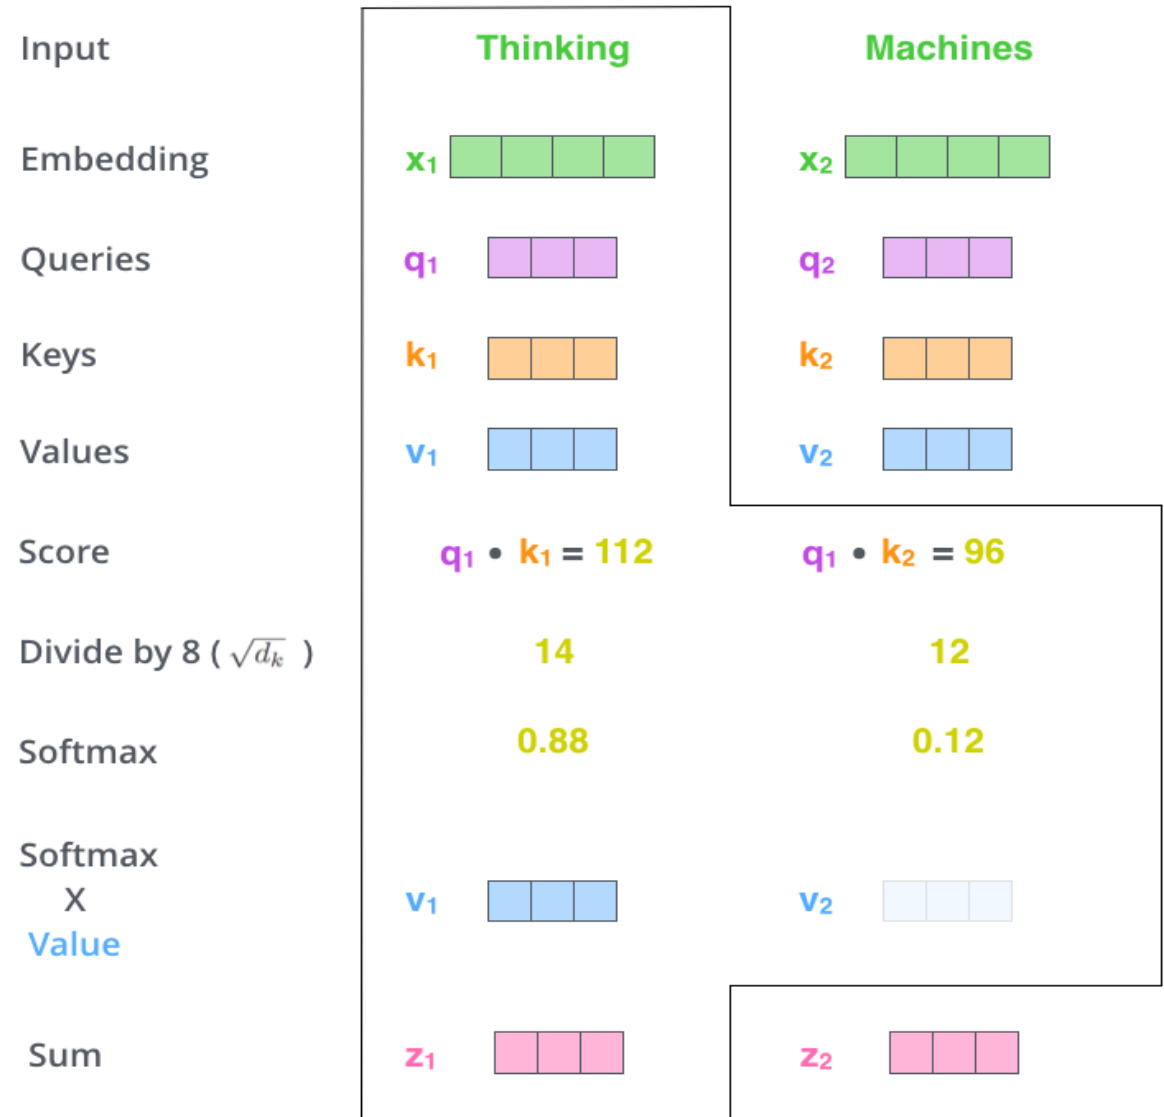 Input Thinking Machines
Embedding x₁ x₂
Queries q₁ q₂
Keys k₁ k₂
Values v₁ v₂
Score q₁ • k₁ = 112 q₁ • k₂ = 96
Divide by 8 ( √dₖ ) 14 12
Softmax 0.88 0.12
Softmax
X v₁ v₂
Value
Sum z₁ z₂